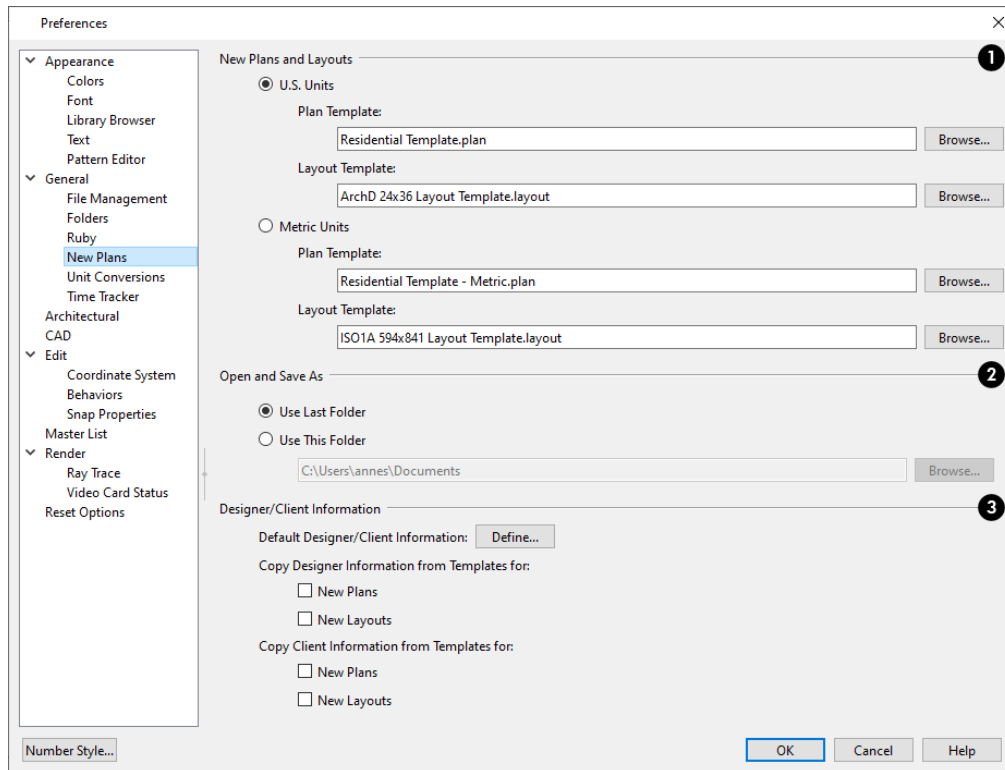 Preferences
Appearance
Colors
Font
Library Browser
Text
Pattern Editor
General
File Management
Folders
Ruby
New Plans
Unit Conversions
Time Tracker
Architectural
CAD
Edit
Coordinate System
Behaviors
Snap Properties
Master List
Render
Ray Trace
Video Card Status
Reset Options
New Plans and Layouts 1
U.S. Units
Plan Template:
Residential Template.plan Browse...
Layout Template:
ArchD 24x36 Layout Template.layout Browse...
Metric Units
Plan Template:
Residential Template - Metric.plan Browse...
Layout Template:
ISO1A 594x841 Layout Template.layout Browse...
Open and Save As 2
Use Last Folder
Use This Folder
C:\Users\annes\Documents Browse...
Designer/Client Information 3
Default Designer/Client Information: Define...
Copy Designer Information from Templates for:
New Plans
New Layouts
Copy Client Information from Templates for:
New Plans
New Layouts
Number Style... OK Cancel Help